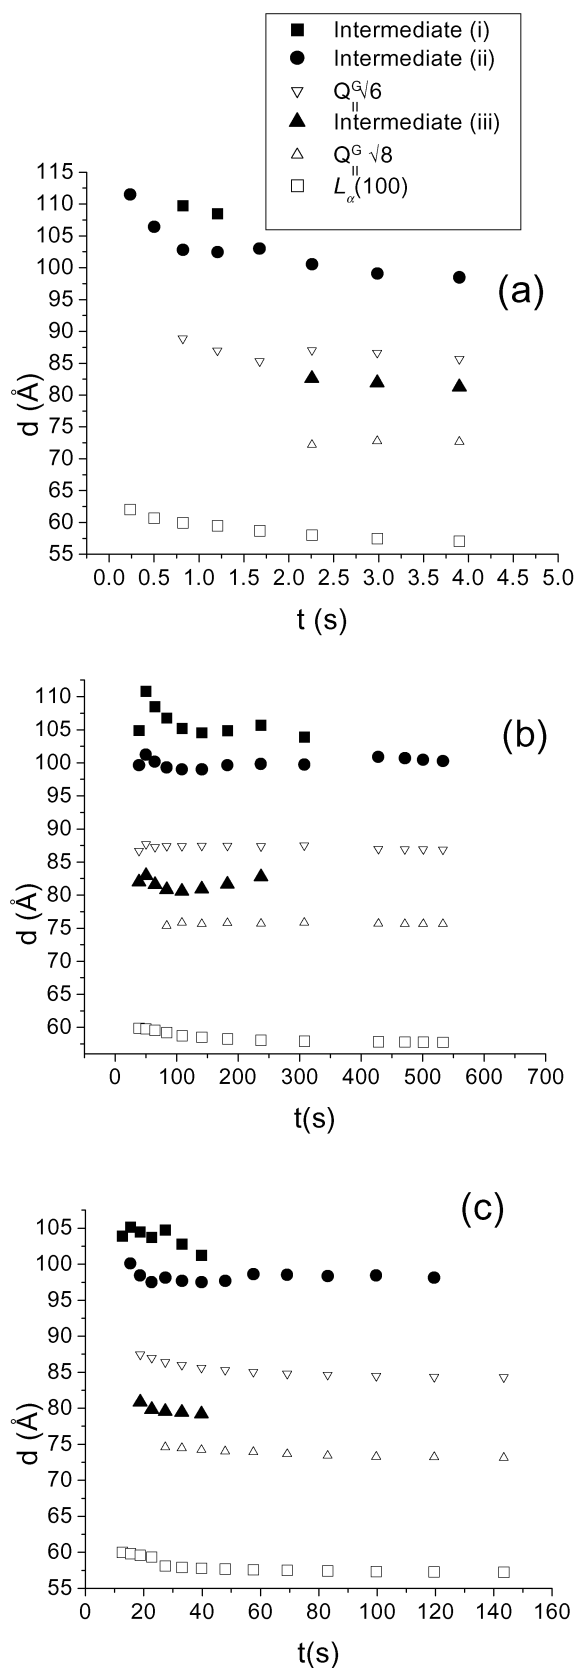 Intermediate (i)
Intermediate (ii)
Q_II^G√6
Intermediate (iii)
Q_II^G √8
L_α(100)
115
110
105
100
95
90
85
80
75
70
65
60
55
d (Å)
(a)
0.0 0.5 1.0 1.5 2.0 2.5 3.0 3.5 4.0 4.5 5.0
t (s)
110
105
100
95
90
85
80
75
70
65
60
d (Å)
(b)
0 100 200 300 400 500 600 700
t(s)
105
100
95
90
85
80
75
70
65
60
55
d (Å)
(c)
0 20 40 60 80 100 120 140 160
t(s)